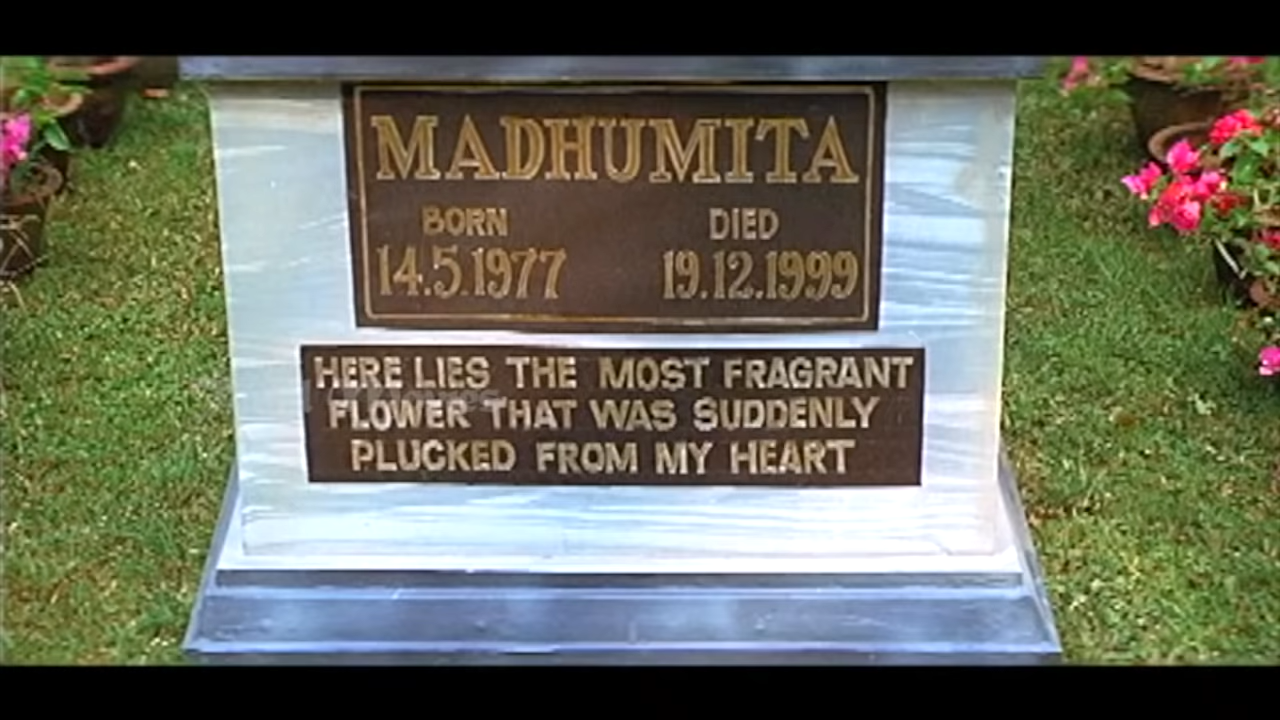 MADHUMITA
BORN DIED
14.5.1977 19.12.1999
HERE LIES THE MOST FRAGRANT
FLOWER THAT WAS SUDDENLY
PLUCKED FROM MY HEART